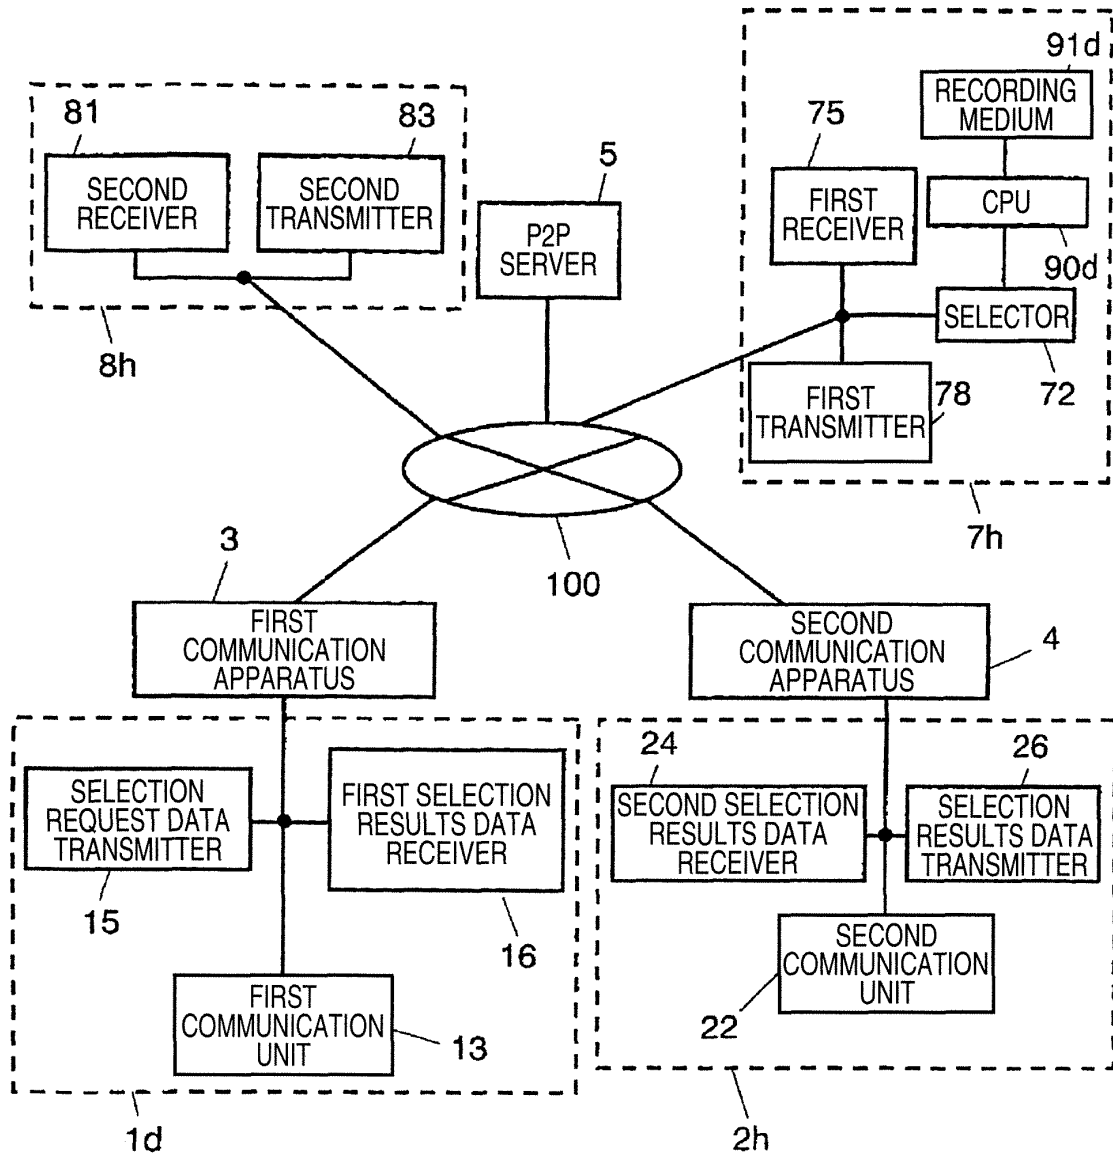 91d
RECORDING
MEDIUM
81
83
75
5
SECOND
RECEIVER
SECOND
TRANSMITTER
FIRST
RECEIVER
CPU
P2P
SERVER
90d
SELECTOR
8h
72
FIRST
TRANSMITTER
78
7h
100
3
FIRST
COMMUNICATION
APPARATUS
SECOND
COMMUNICATION
APPARATUS
4
SELECTION
REQUEST DATA
TRANSMITTER
15
FIRST SELECTION
RESULTS DATA
RECEIVER
16
24
SECOND SELECTION
RESULTS DATA
RECEIVER
26
SELECTION
RESULTS DATA
TRANSMITTER
FIRST
COMMUNICATION
UNIT
13
SECOND
COMMUNICATION
UNIT
22
1d
2h